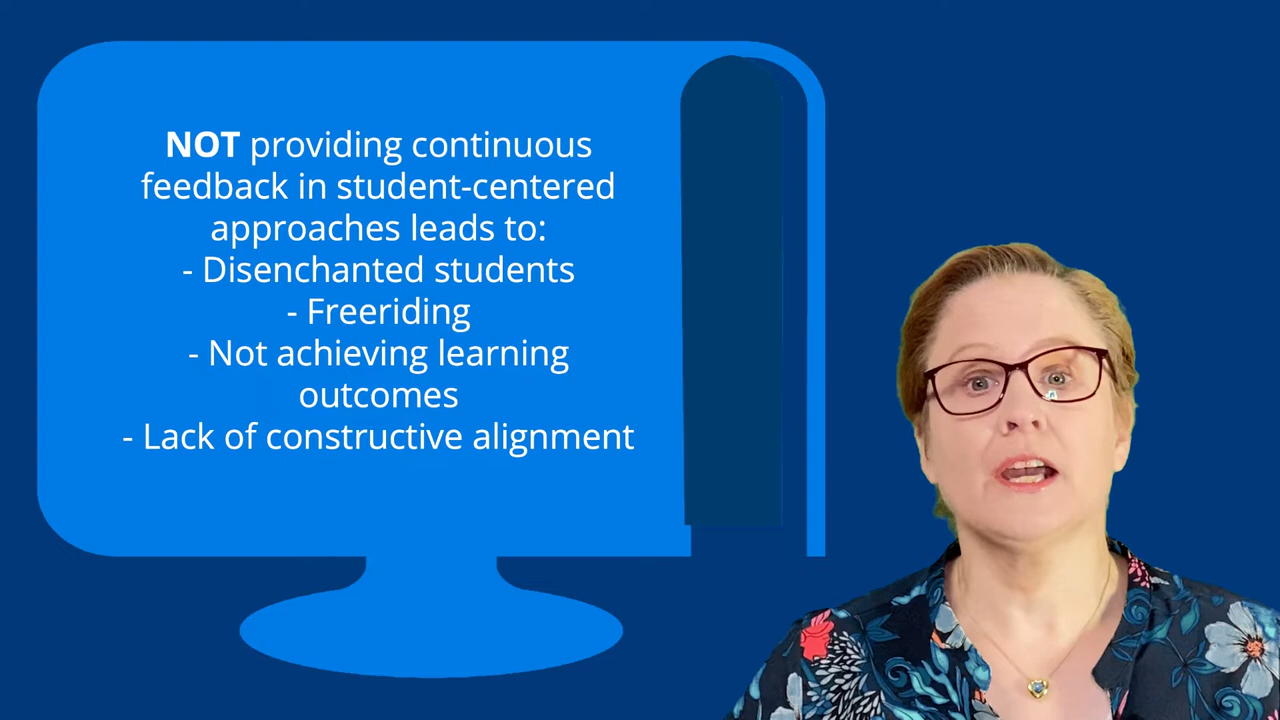 NOT providing continuous
feedback in student-centered
approaches leads to:
- Disenchanted students
- Freeriding
- Not achieving learning
outcomes
- Lack of constructive alignment